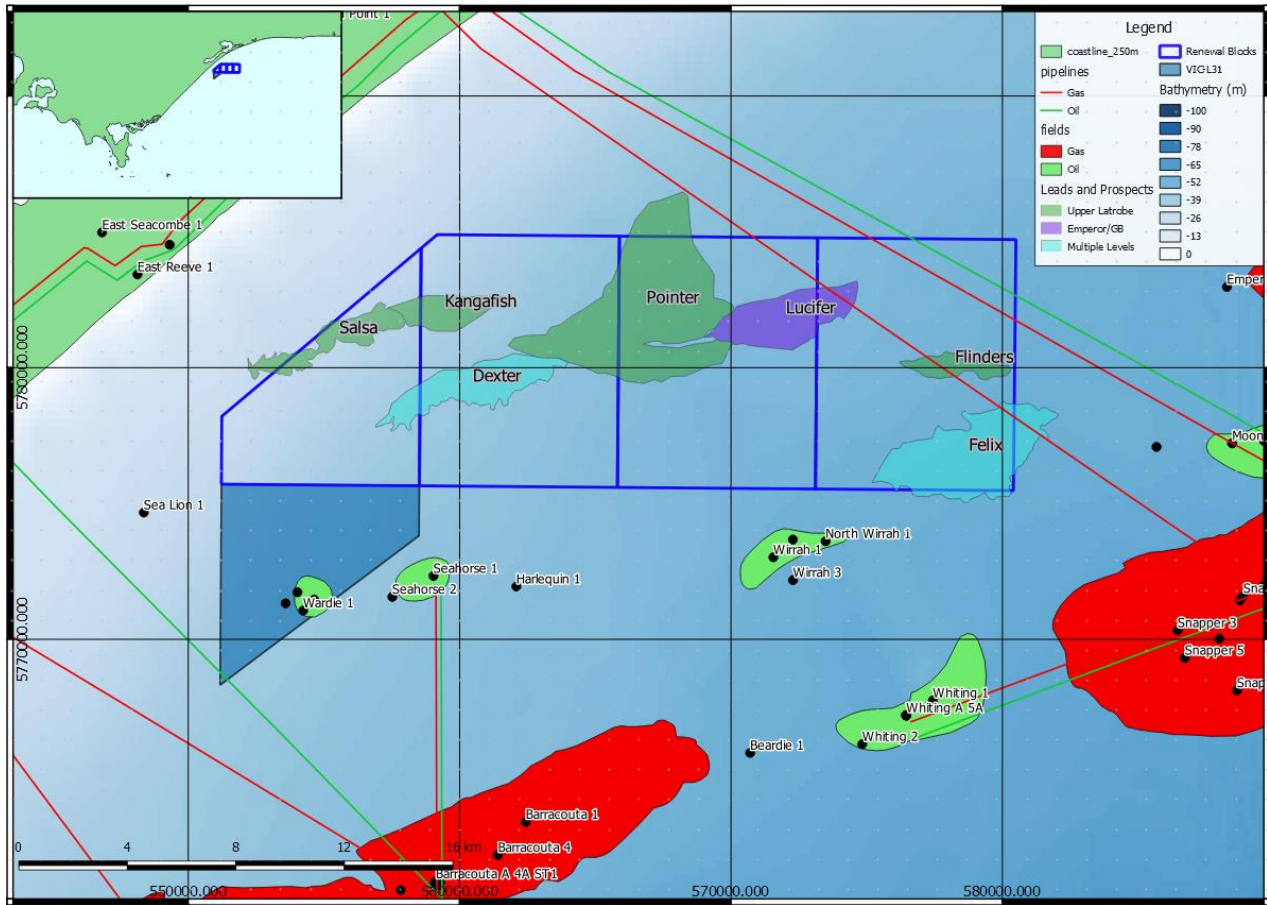 Point 1
Legend
coastline_250m
Renewal Blocks
pipelines
VIC-L31
Gas
Bathymetry (m)
Oil
-100
fields
-90
Gas
-78
Oil
-65
Leads and Prospects
-52
Upper Latrobe
-39
Emperor/GB
-26
Multiple Levels
-13
0
East Seacombe 1
East Reeve 1
Emper
Kangafish
Pointer
Lucifer
Salsa
Flinders
Dexter
5780000.000
Felix
Moon
Sea Lion 1
North Wirrah 1
Wirrah 1
Seahorse 1
Wirrah 3
Harlequin 1
Seahorse 2
Wardie 1
Sna
5770000.000
Snapper 3
Snapper 5
Snap
Whiting 1
Whiting A 5A
Whiting 2
Beardie 1
Barracouta 1
0 4 8 12 16 km
Barracouta 4
Barracouta A 4A ST1
550000.000
570000.000
580000.000